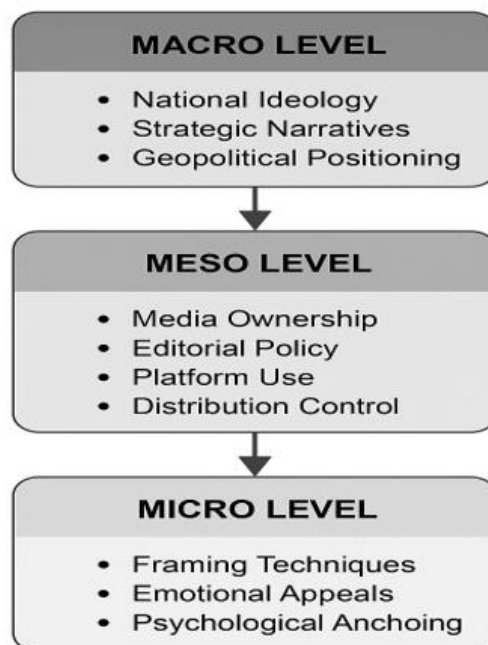 MACRO LEVEL
• National Ideology
• Strategic Narratives
• Geopolitical Positioning
MESO LEVEL
• Media Ownership
• Editorial Policy
• Platform Use
• Distribution Control
MICRO LEVEL
• Framing Techniques
• Emotional Appeals
• Psychological Anchoing